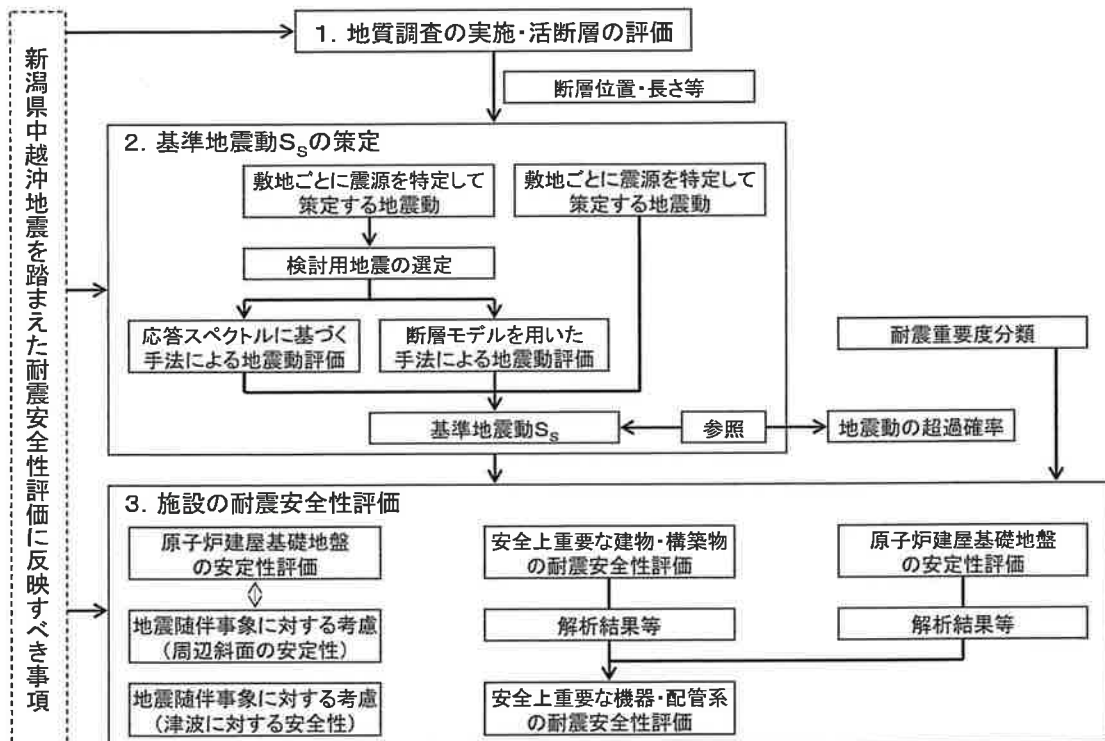 新潟県中越沖地震を踏まえた耐震安全性評価に反映すべき事項
1. 地質調査の実施・活断層の評価
断層位置・長さ等
2. 基準地震動Ssの策定
敷地ごとに震源を特定して
策定する地震動
敷地ごとに震源を特定して
策定する地震動
検討用地震の選定
応答スペクトルに基づく
手法による地震動評価
断層モデルを用いた
手法による地震動評価
耐震重要度分類
基準地震動Ss
参照
地震動の超過確率
3. 施設の耐震安全性評価
原子炉建屋基礎地盤
の安定性評価
安全上重要な建物・構築物
の耐震安全性評価
原子炉建屋基礎地盤
の安定性評価
地震随伴事象に対する考慮
(周辺斜面の安定性)
解析結果等
解析結果等
地震随伴事象に対する考慮
(津波に対する安全性)
安全上重要な機器・配管系
の耐震安全性評価